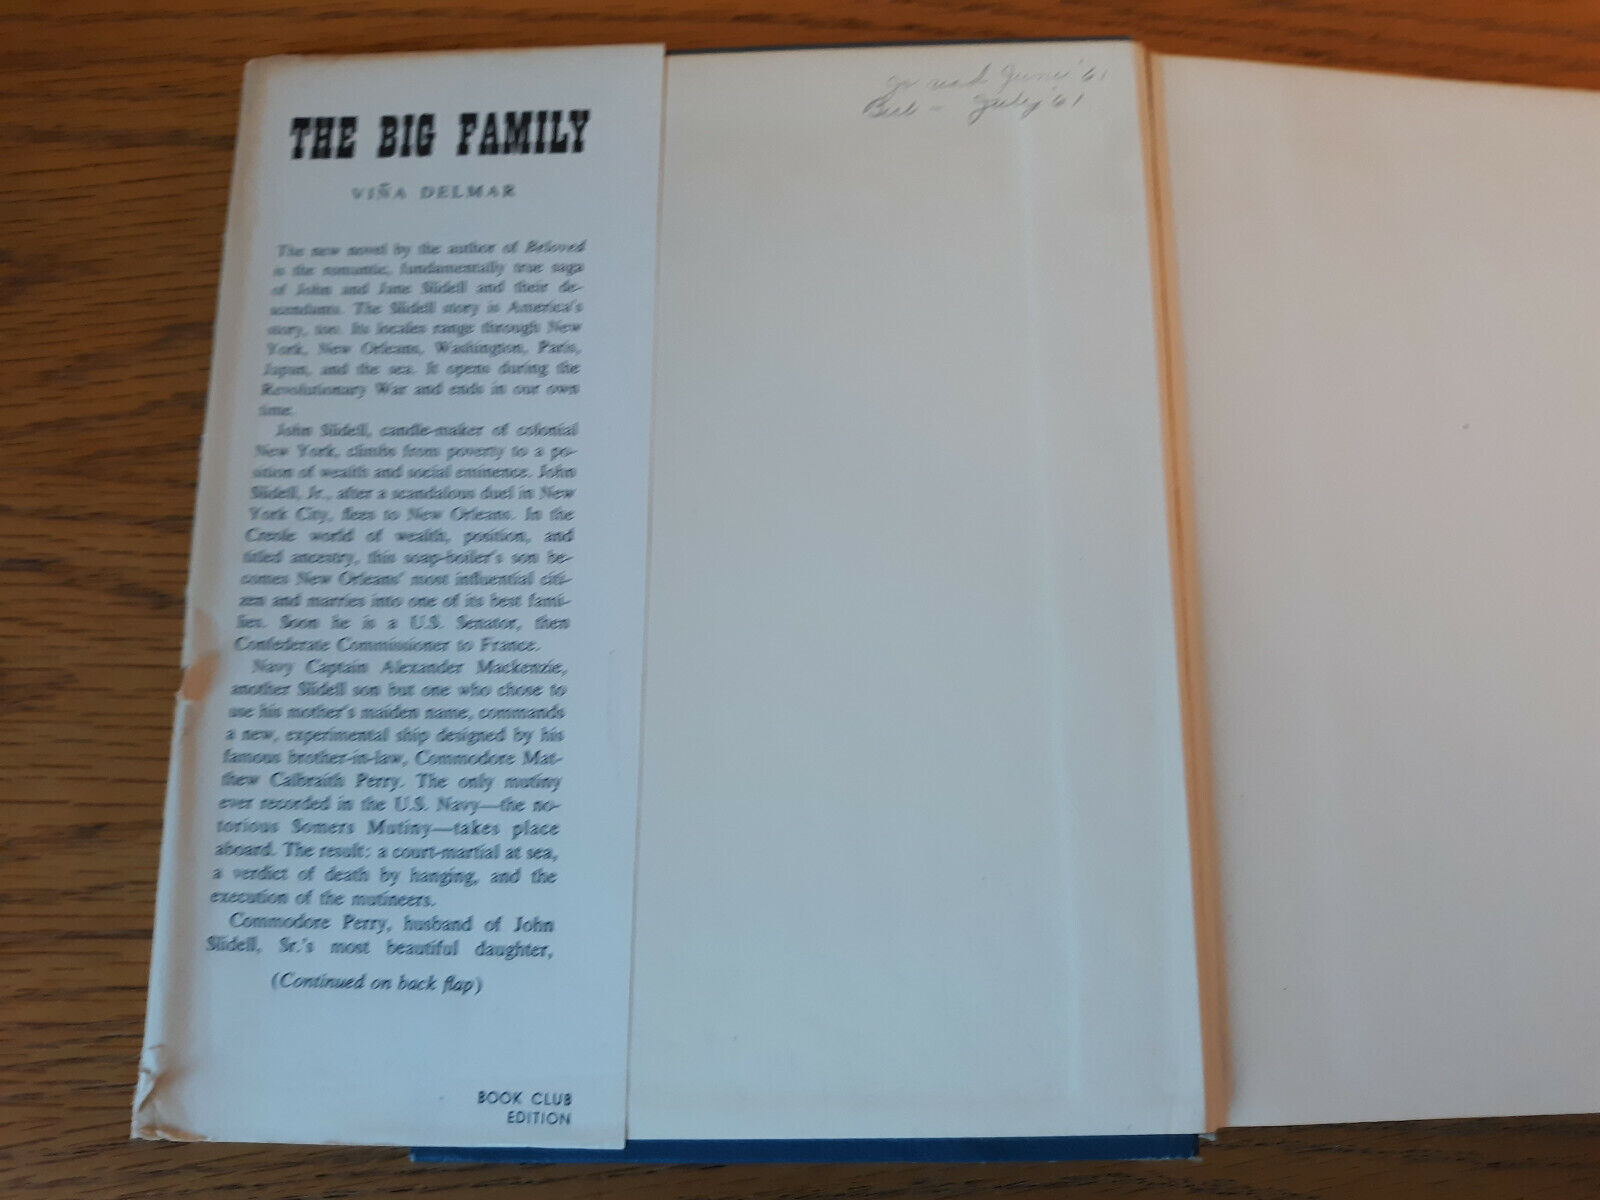 THE BIG FAMILY
VIÑA DELMAR
The new novel by the author of Beloved
is the romantic, fundamentally true saga
of John and Jane Slidell and their de-
scendants. The Slidell story is America's
story, too. Its locales range through New
York, New Orleans, Washington, Paris,
Japan, and the sea. It opens during the
Revolutionary War and ends in our own
time.
John Slidell, candle-maker of colonial
New York, climbs from poverty to a po-
sition of wealth and social eminence. John
Slidell, Jr., after a scandalous duel in New
York City, flees to New Orleans. In the
Creole world of wealth, position, and
titled ancestry, this soap-boiler's son be-
comes New Orleans' most influential citi-
zen and marries into one of its best fami-
lies. Soon he is a U.S. Senator, then
Confederate Commissioner to France.
Navy Captain Alexander Mackenzie,
another Slidell son but one who chose to
use his mother's maiden name, commands
a new, experimental ship designed by his
famous brother-in-law, Commodore Mat-
thew Calbraith Perry. The only mutiny
ever recorded in the U.S. Navy—the no-
torious Somers Mutiny—takes place
aboard. The result: a court-martial at sea,
a verdict of death by hanging, and the
execution of the mutineers.
Commodore Perry, husband of John
Slidell, Sr.'s most beautiful daughter,
(Continued on back flap)
BOOK CLUB
EDITION
read June '61
July '61